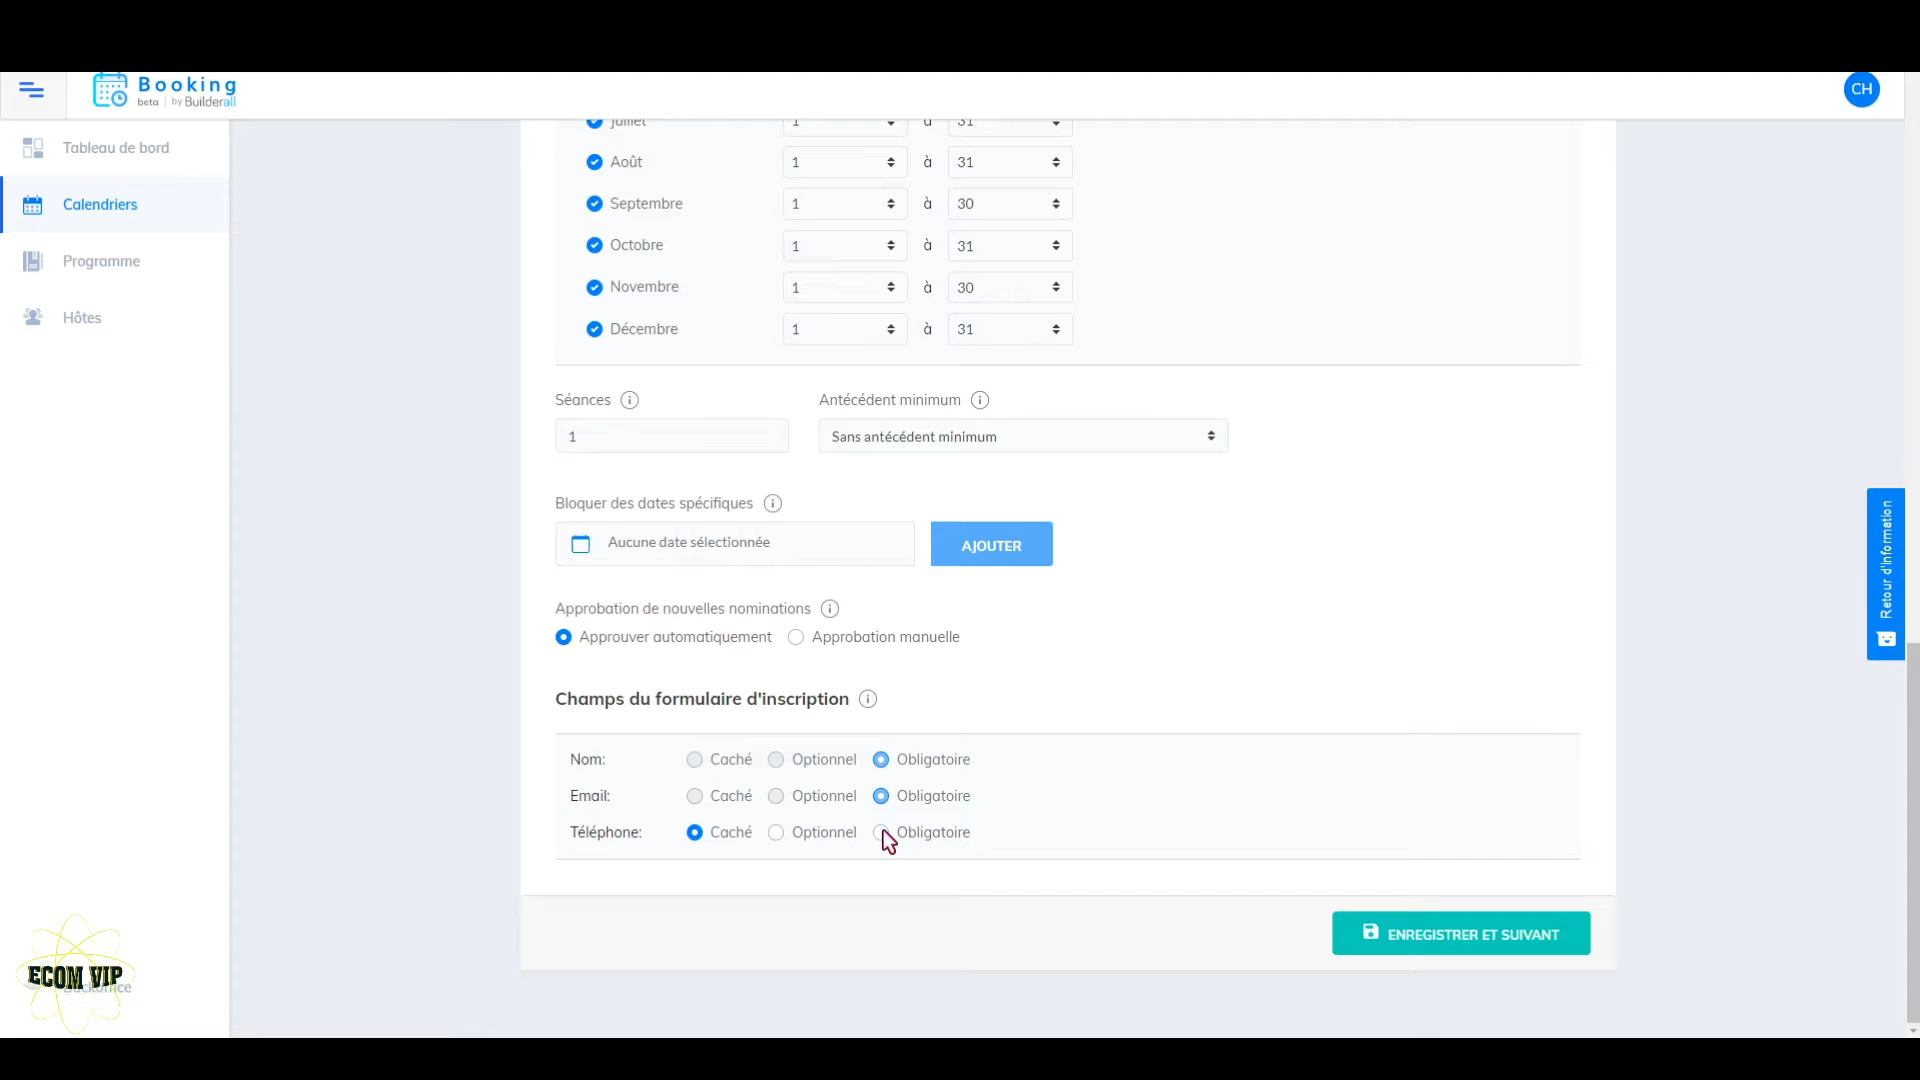 Booking
beta | by Builderall
CH
Tableau de bord
Calendriers
Programme
Hôtes
Juillet 1 à 31
Août 1 à 31
Septembre 1 à 30
Octobre 1 à 31
Novembre 1 à 30
Décembre 1 à 31
Séances Antécédent minimum
1 Sans antécédent minimum
Bloquer des dates spécifiques
Aucune date sélectionnée AJOUTER
Retour d'information
Approbation de nouvelles nominations
Approuver automatiquement Approbation manuelle
Champs du formulaire d'inscription
Nom: Caché Optionnel Obligatoire
Email: Caché Optionnel Obligatoire
Téléphone: Caché Optionnel Obligatoire
ENREGISTRER ET SUIVANT
ECOM VIP